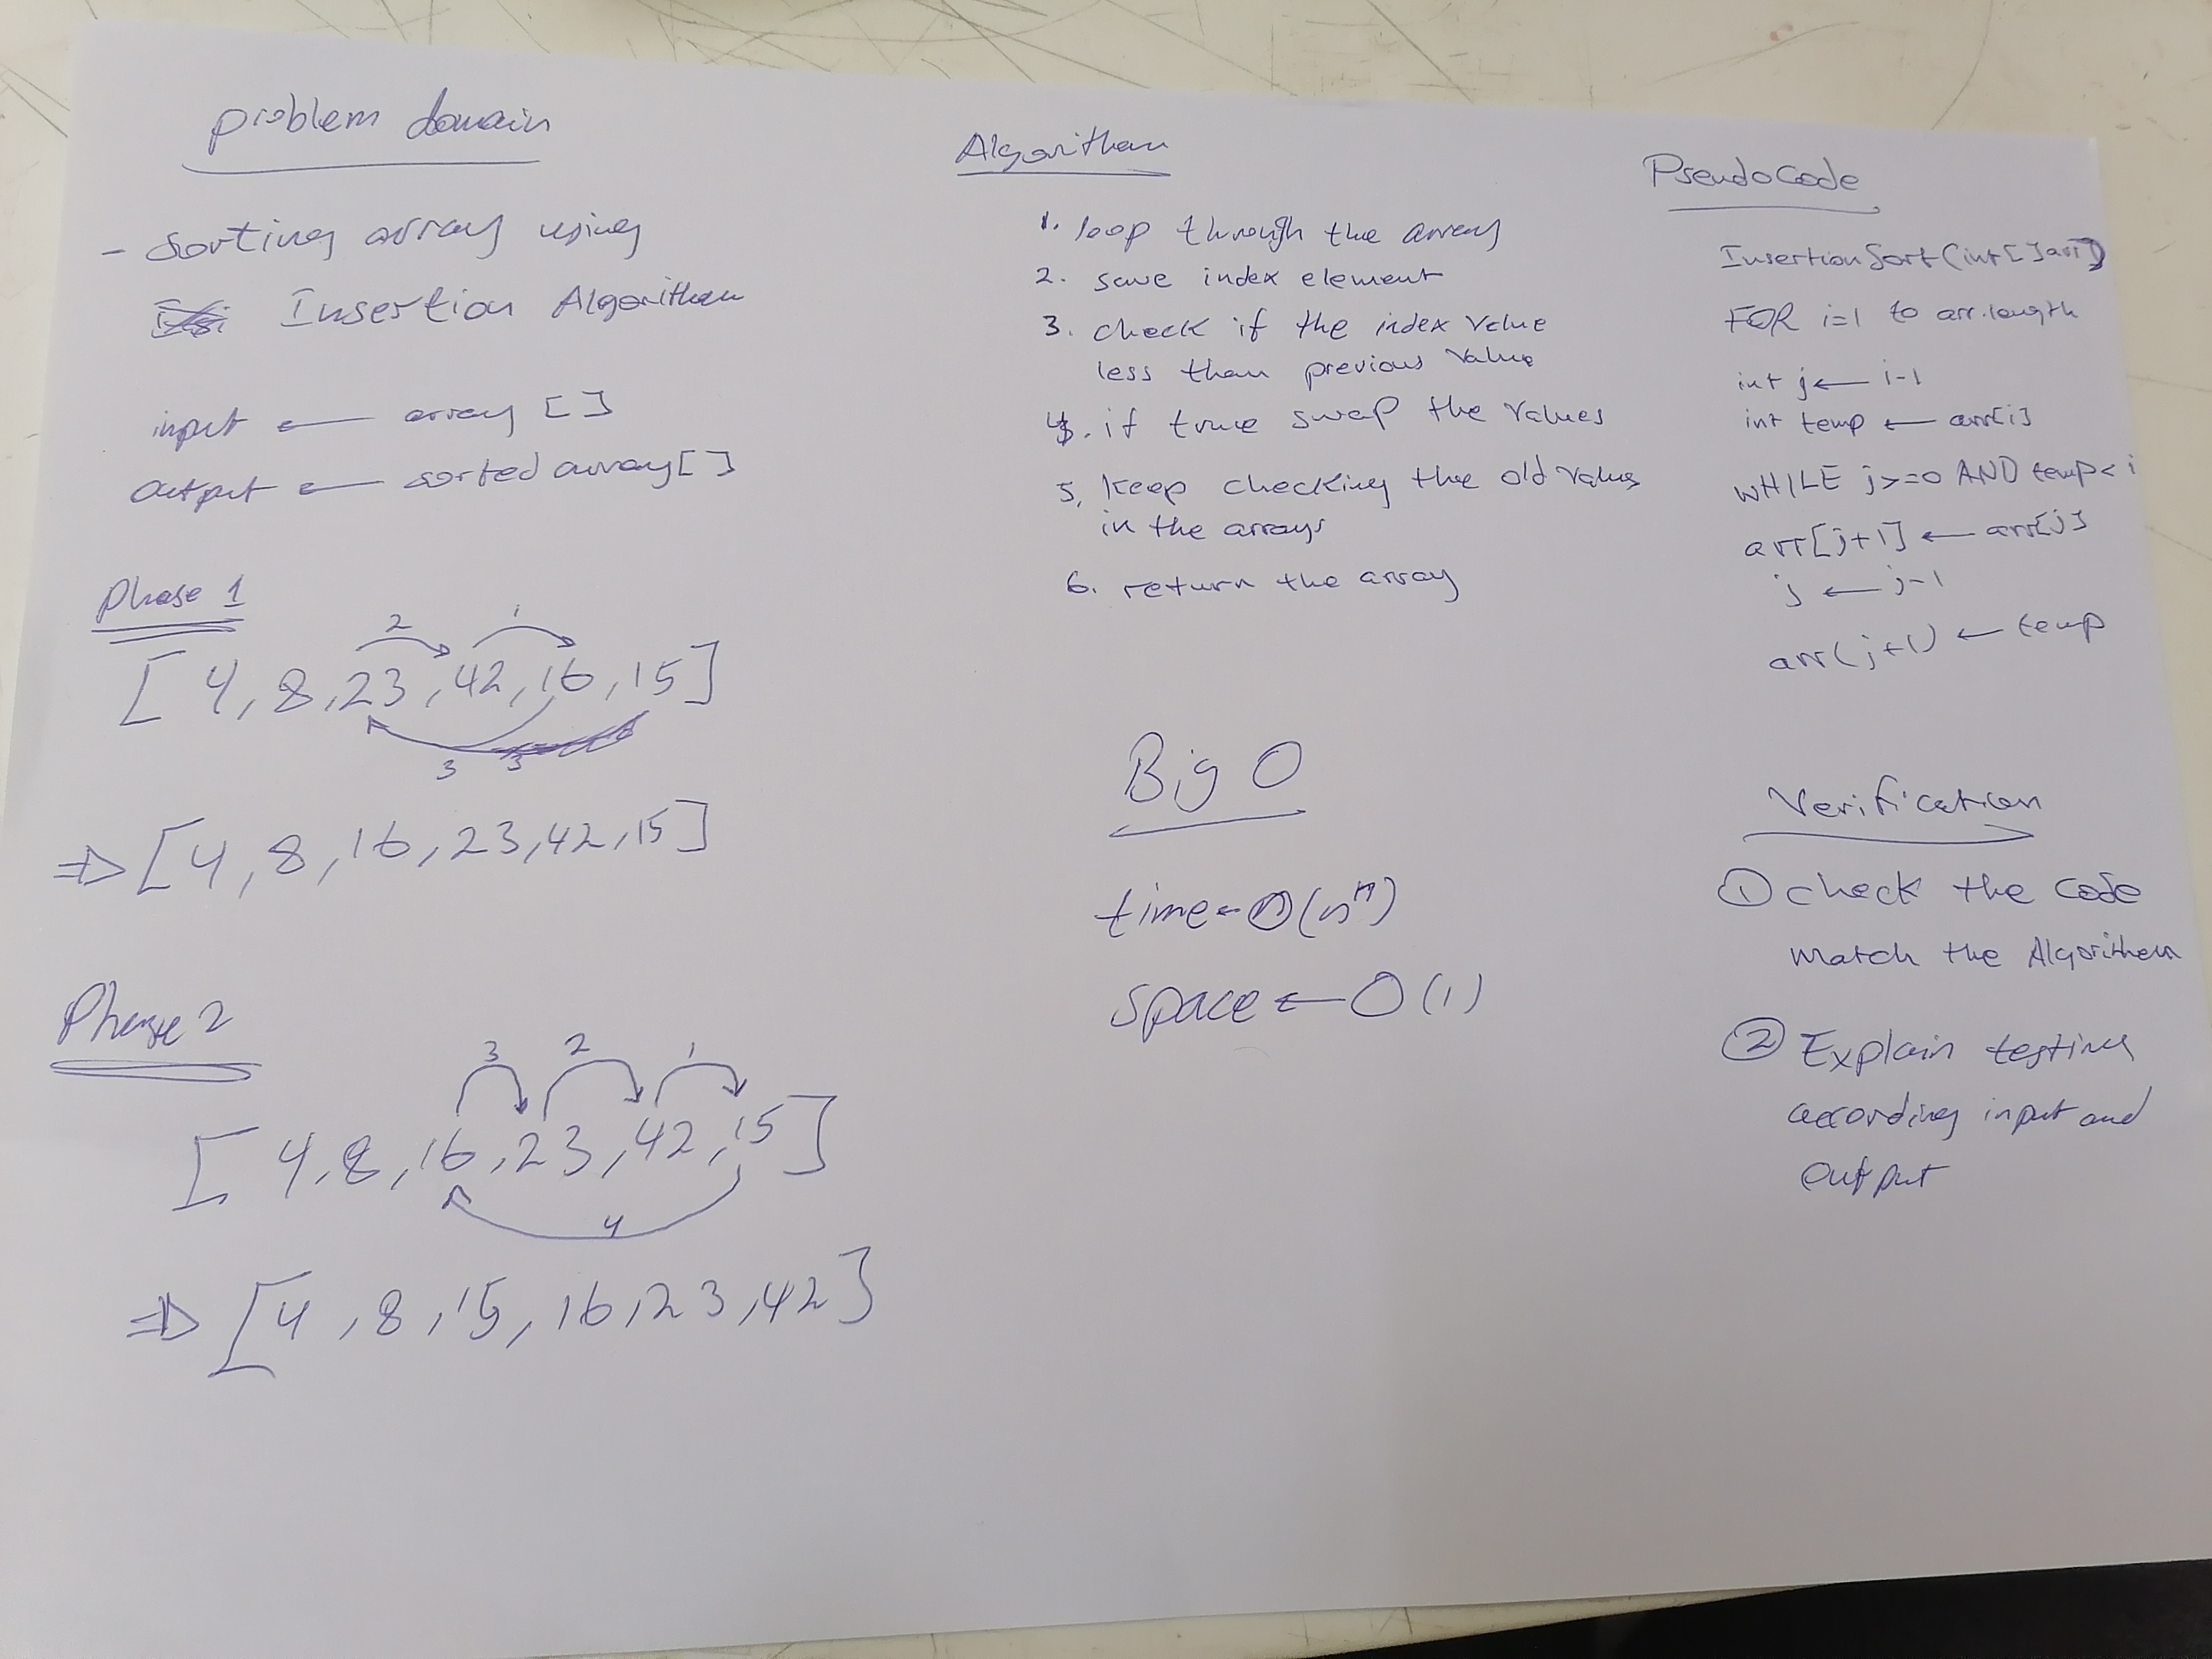 problem domain
- Sorting array using
Insertion Algorithem
input ← array []
output ← sorted array[]
Phase 1
2 1
[4, 8, 23, 42, 16, 15]
3 3
⇒ [4, 8, 16, 23, 42, 15]
Phase 2
3 2 1
[4, 8, 16, 23, 42, 15]
4
⇒ [4, 8, 15, 16, 23, 42]
Algorithem
1. loop through the array
2. save index element
3. check if the index value
less than previous value
4. if true swap the values
5. keep checking the old values
in the arrays
6. return the array
Big O
time ← O(n^n)
space ← O(1)
PseudoCode
InsertionSort(int[]arr)
FOR i=1 to arr.length
int j ← i-1
int temp ← arr[i]
WHILE j>=0 AND temp< i
arr[j+1] ← arr[j]
j ← j-1
arr(j+1) ← temp
Verification
① check the code
match the Algorithem
② Explain testing
according input and
output